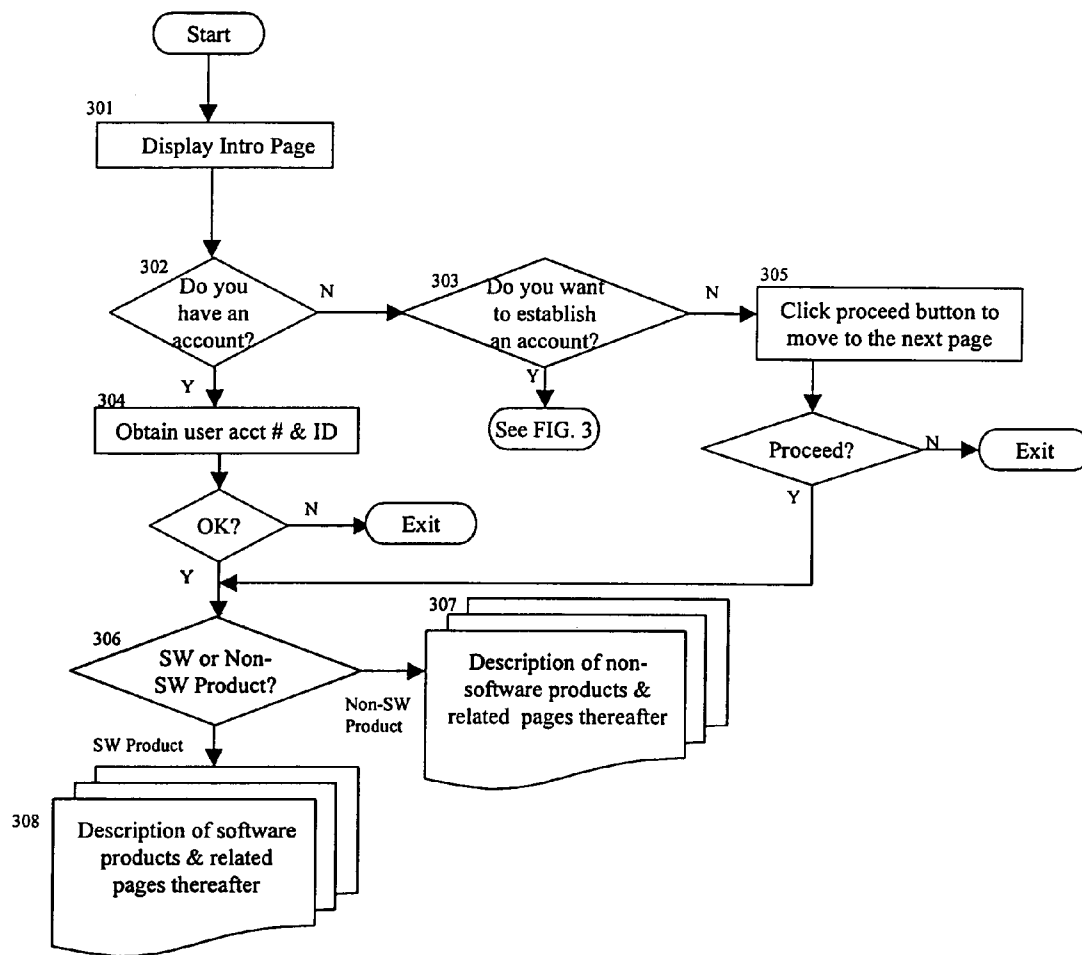 Start
301
Display Intro Page
302
Do you
have an
account?
N
Y
303
Do you want
to establish
an account?
N
Y
305
Click proceed button to
move to the next page
304
Obtain user acct # & ID
See FIG. 3
Proceed?
N
Exit
Y
OK?
N
Exit
Y
306
SW or Non-
SW Product?
Non-SW
Product
SW Product
307
Description of non-
software products &
related pages thereafter
308
Description of software
products & related
pages thereafter